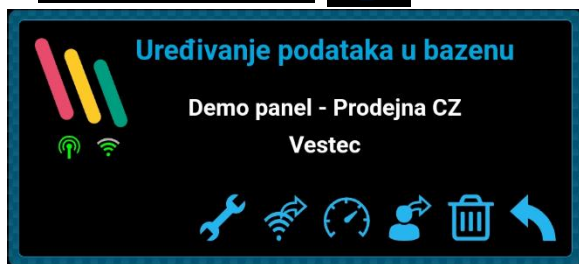 Uređivanje podataka u bazenu
Demo panel - Prodejna CZ
Vestec